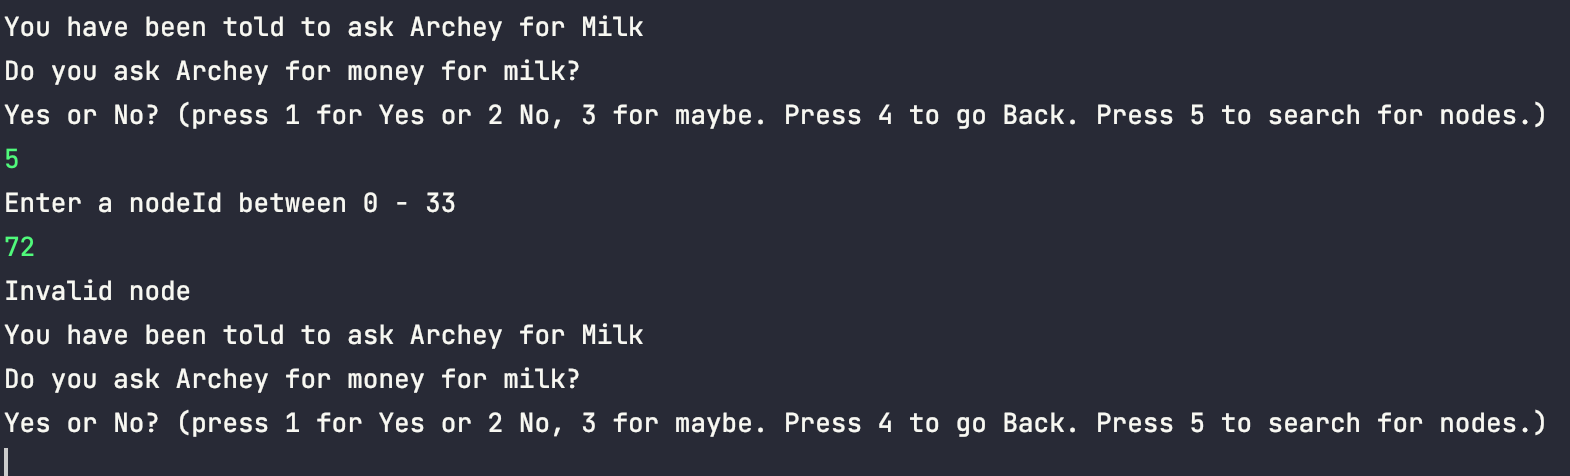 You have been told to ask Archey for Milk
Do you ask Archey for money for milk?
Yes or No? (press 1 for Yes or 2 No, 3 for maybe. Press 4 to go Back. Press 5 to search for nodes.)
5
Enter a nodeId between 0 - 33
72
Invalid node
You have been told to ask Archey for Milk
Do you ask Archey for money for milk?
Yes or No? (press 1 for Yes or 2 No, 3 for maybe. Press 4 to go Back. Press 5 to search for nodes.)